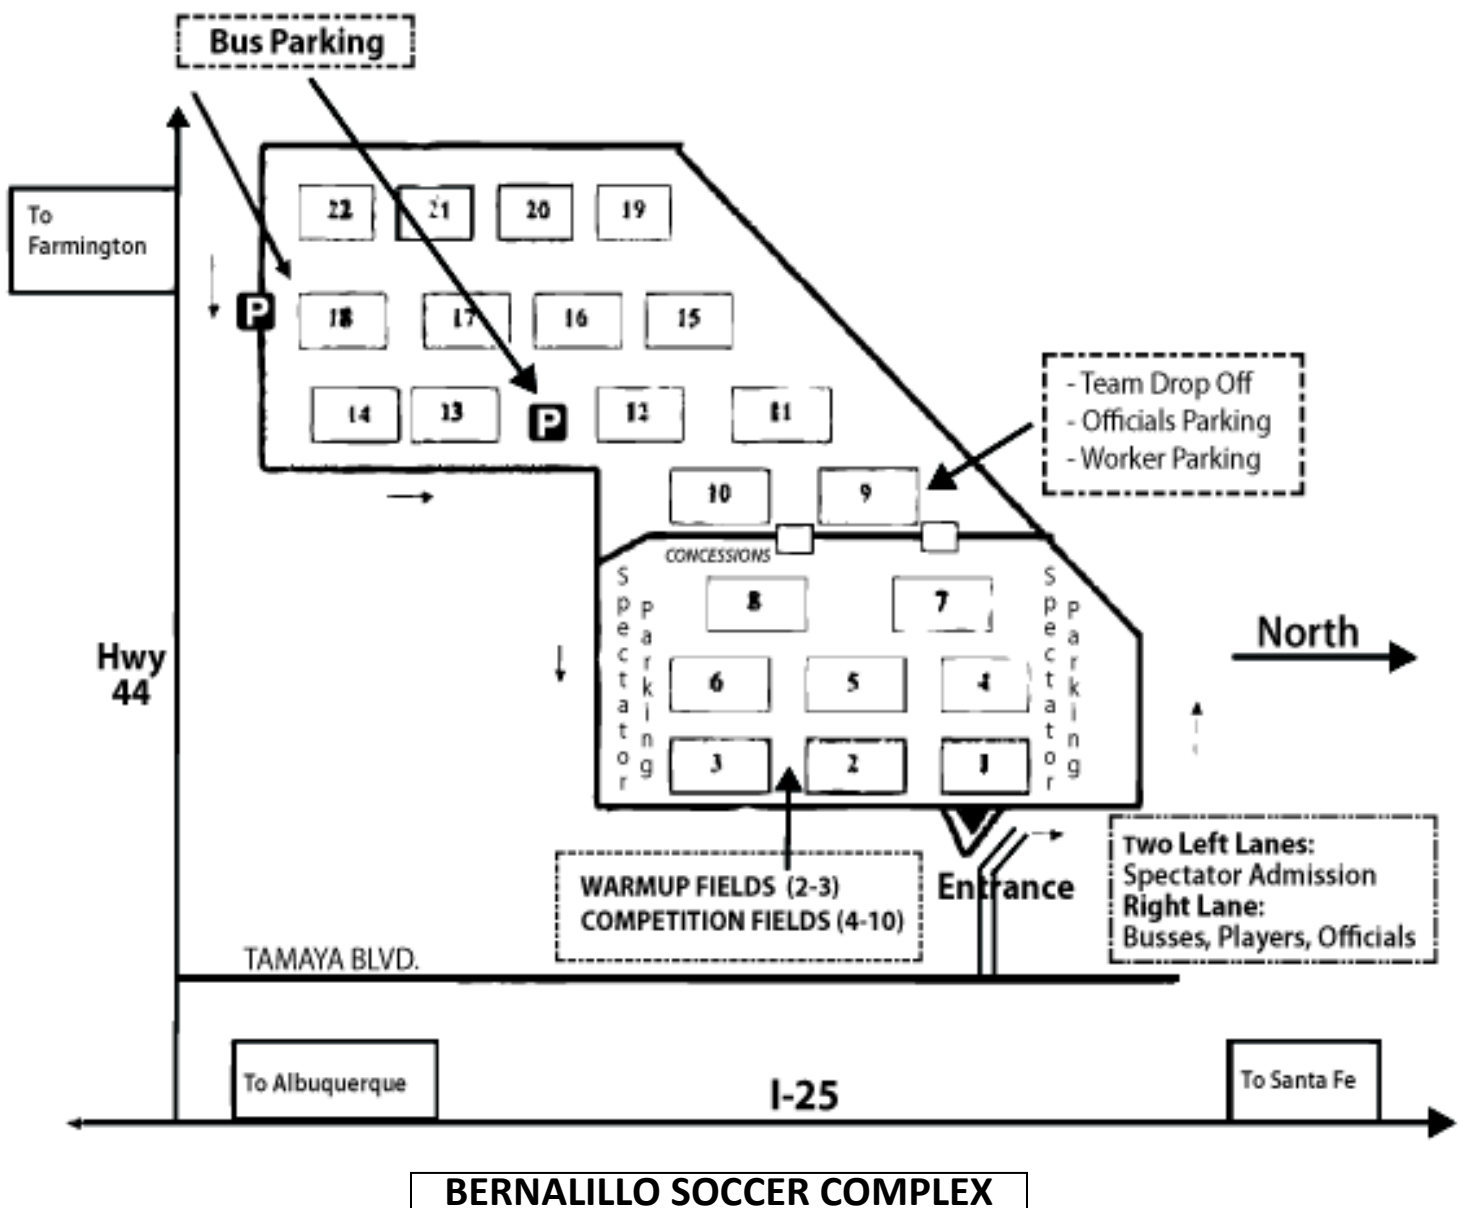 Bus Parking
To
Farmington
22 21 20 19
P 18 17 16 15
14 13 P 12 11
- Team Drop Off
- Officials Parking
- Worker Parking
10 9
CONCESSIONS
Spectator
Parking
8 7
6 5 4
3 2 1
Spectator
Parking
North
Hwy
44
WARMUP FIELDS (2-3)
COMPETITION FIELDS (4-10)
Entrance
Two Left Lanes:
Spectator Admission
Right Lane:
Busses, Players, Officials
TAMAYA BLVD.
To Albuquerque
I-25
To Santa Fe
BERNALILLO SOCCER COMPLEX